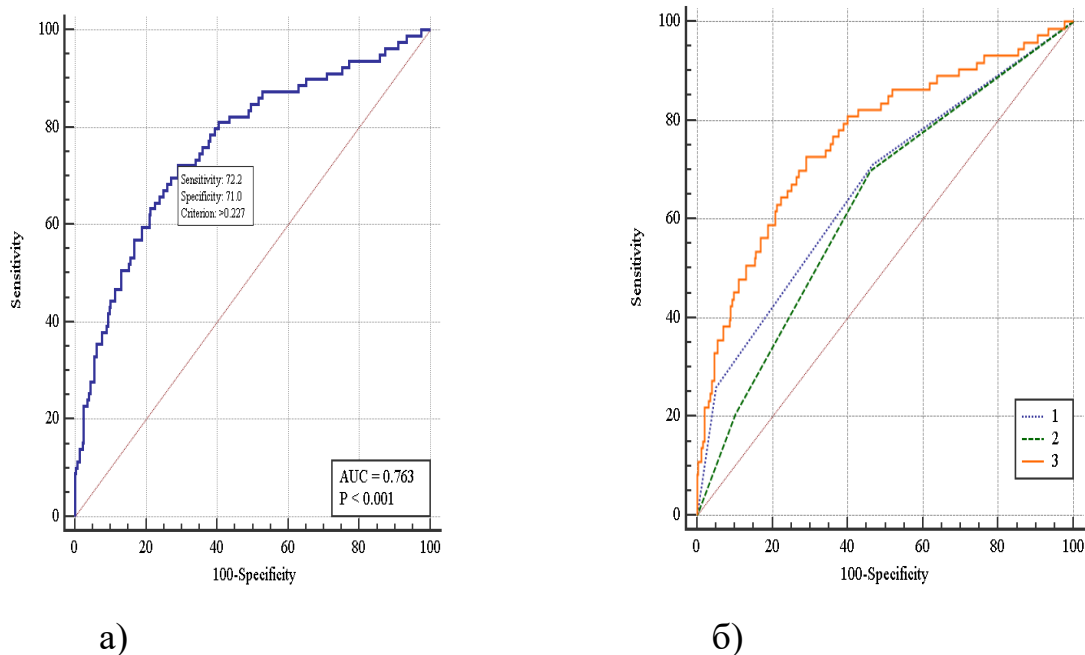 100
80
60
40
20
0
Sensitivity
Sensitivity: 72.2
Specificity: 71.0
Criterion: >0.227
AUC = 0.763
P < 0.001
0 20 40 60 80 100
100-Specificity
а)
100
80
60
40
20
0
Sensitivity
1
2
3
0 20 40 60 80 100
100-Specificity
б)